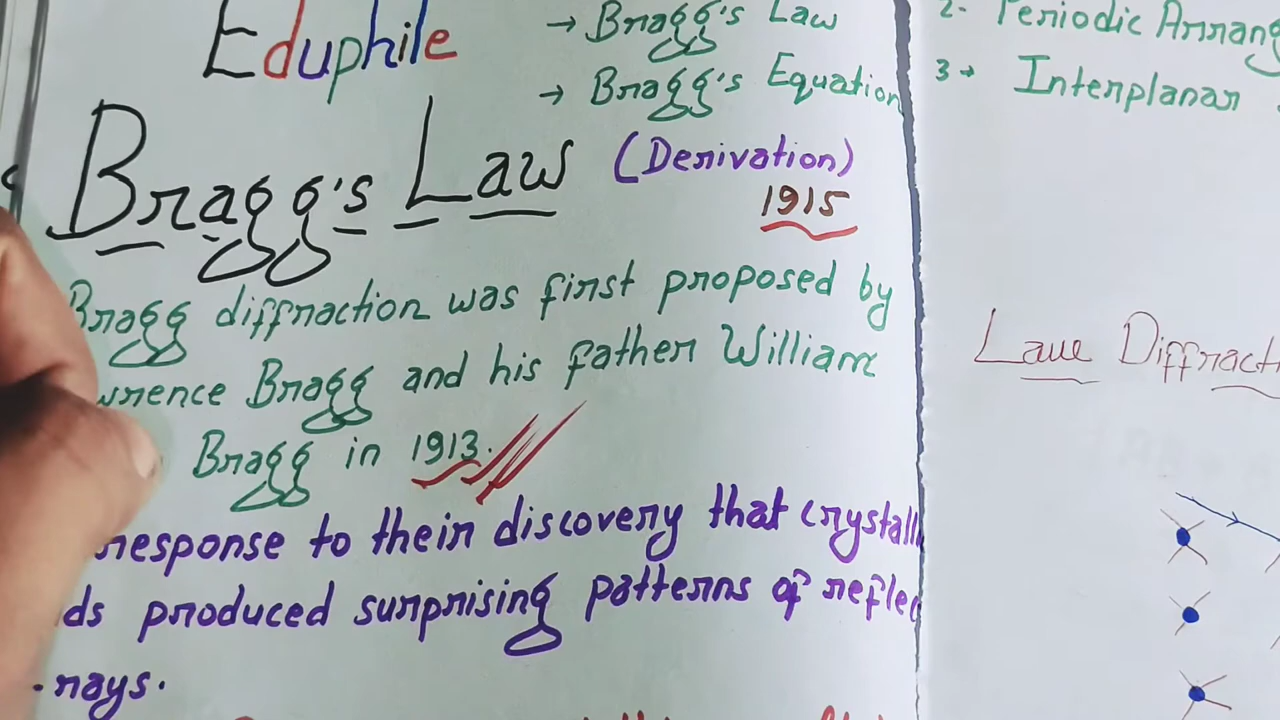 Eduphile
→ Bragg's Law
→ Bragg's Equation
Bragg's Law (Derivation)
1915
Bragg diffraction was first proposed by
wrence Bragg and his father William
Bragg in 1913.
response to their discovery that crystall
ds produced surprising patterns of reflec
rays.
2. Periodic Arrang
3→ Interplanar
Laue Diffract